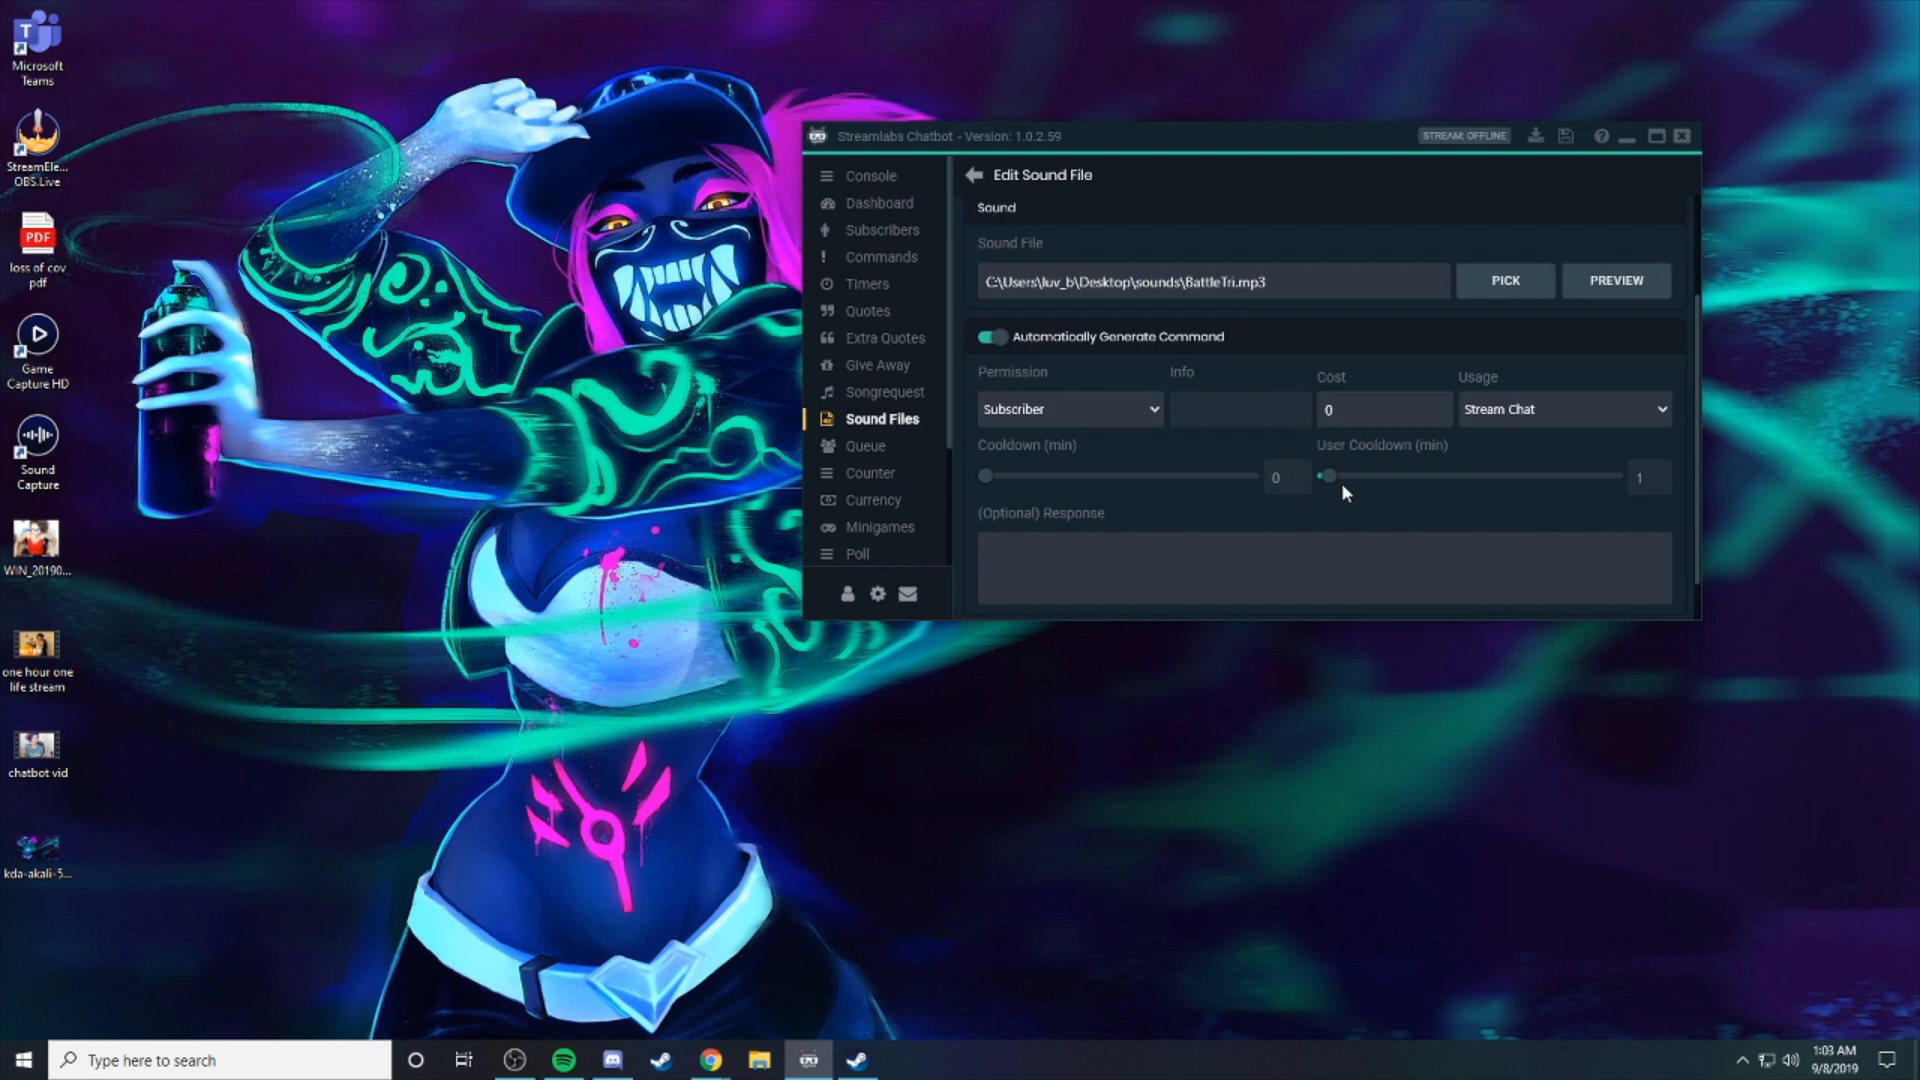 Microsoft
Teams
StreamEle...
OBS.Live
PDF
loss of cov
pdf
Game
Capture HD
Sound
Capture
WIN_20190...
one hour one
life stream
chatbot vid
kda-akali-5...
Streamlabs Chatbot - Version: 1.0.2.59
STREAM: OFFLINE
Console
Dashboard
Subscribers
Commands
Timers
Quotes
Extra Quotes
Give Away
Songrequest
Sound Files
Queue
Counter
Currency
Minigames
Poll
Edit Sound File
Sound
Sound File
C:\Users\luv_b\Desktop\sounds\BattleTri.mp3
PICK
PREVIEW
Automatically Generate Command
Permission
Info
Cost
Usage
Subscriber
0
Stream Chat
Cooldown (min)
User Cooldown (min)
0
1
(Optional) Response
Type here to search
1:03 AM
9/8/2019